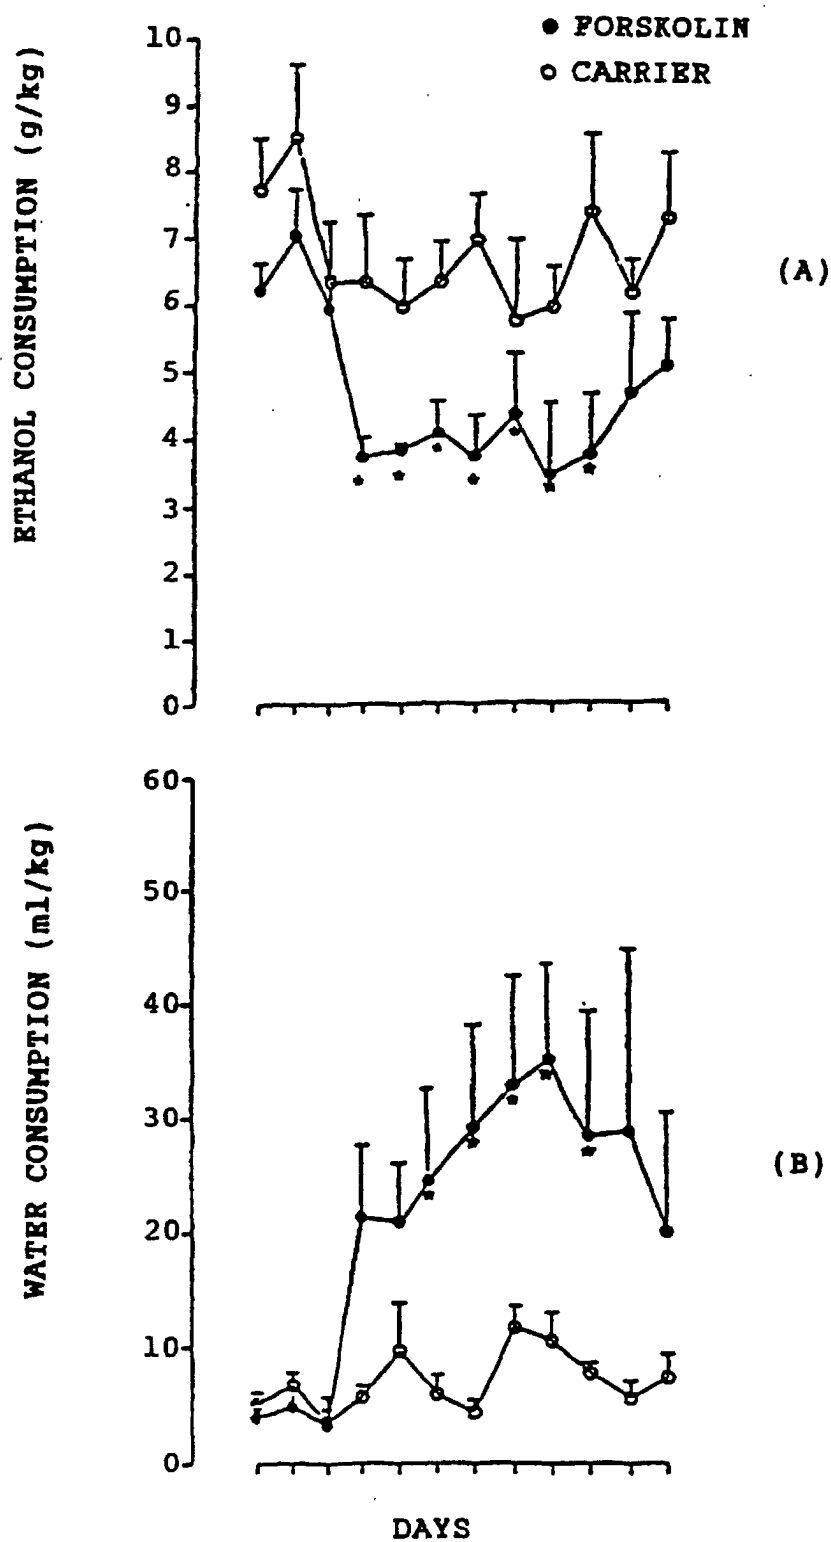 ● FORSKOLIN
○ CARRIER
ETHANOL CONSUMPTION (g/kg)
10
9
8
7
6
5
4
3
2
1
0
(A)
WATER CONSUMPTION (ml/kg)
60
50
40
30
20
10
0
(B)
DAYS